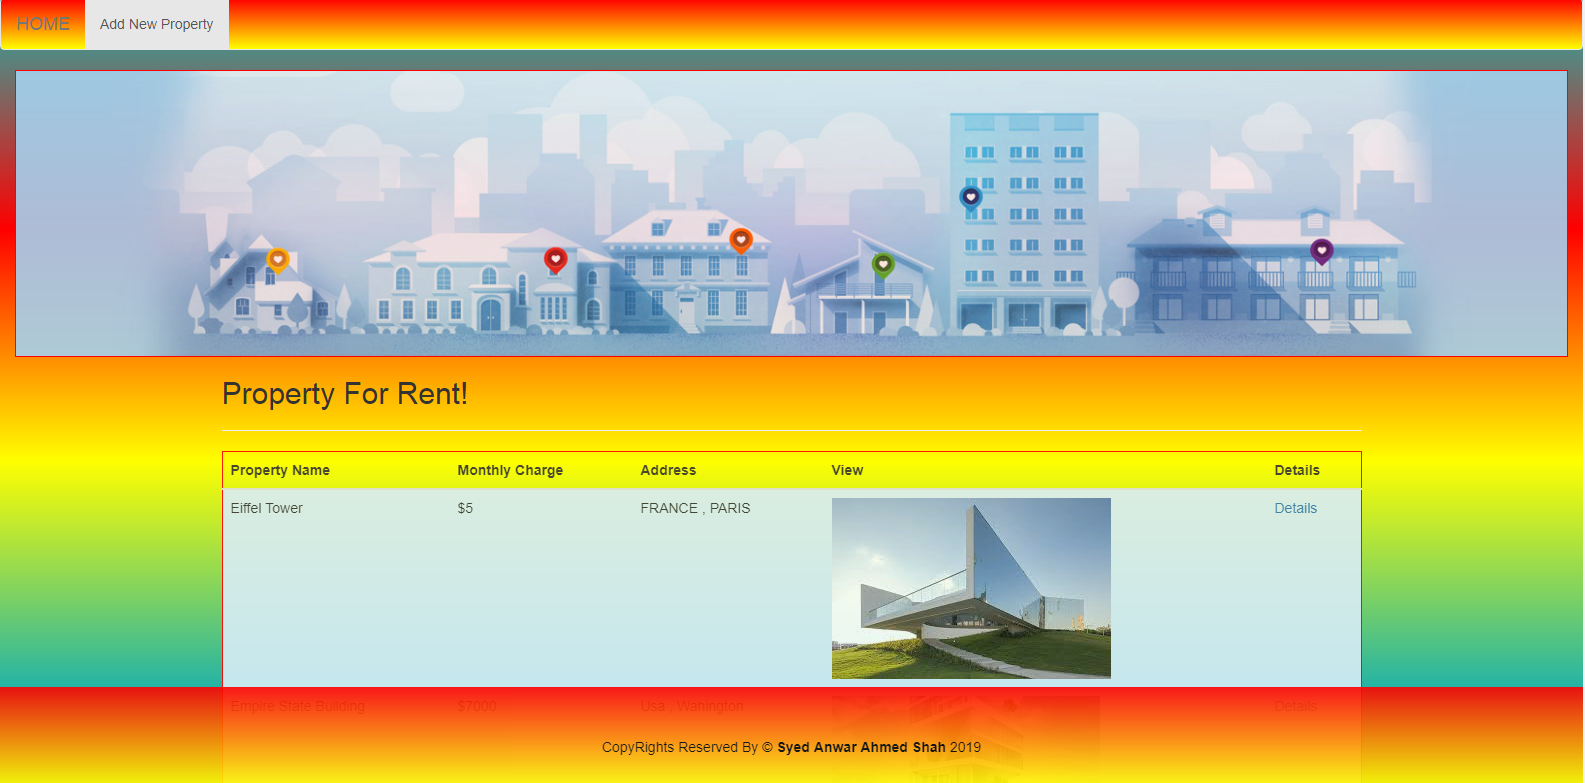 HOME Add New Property
Property For Rent!
Property Name Monthly Charge Address View Details
Eiffel Tower $5 FRANCE , PARIS Details
Empire State Building $7000 Usa , Wahington Details
CopyRights Reserved By © Syed Anwar Ahmed Shah 2019